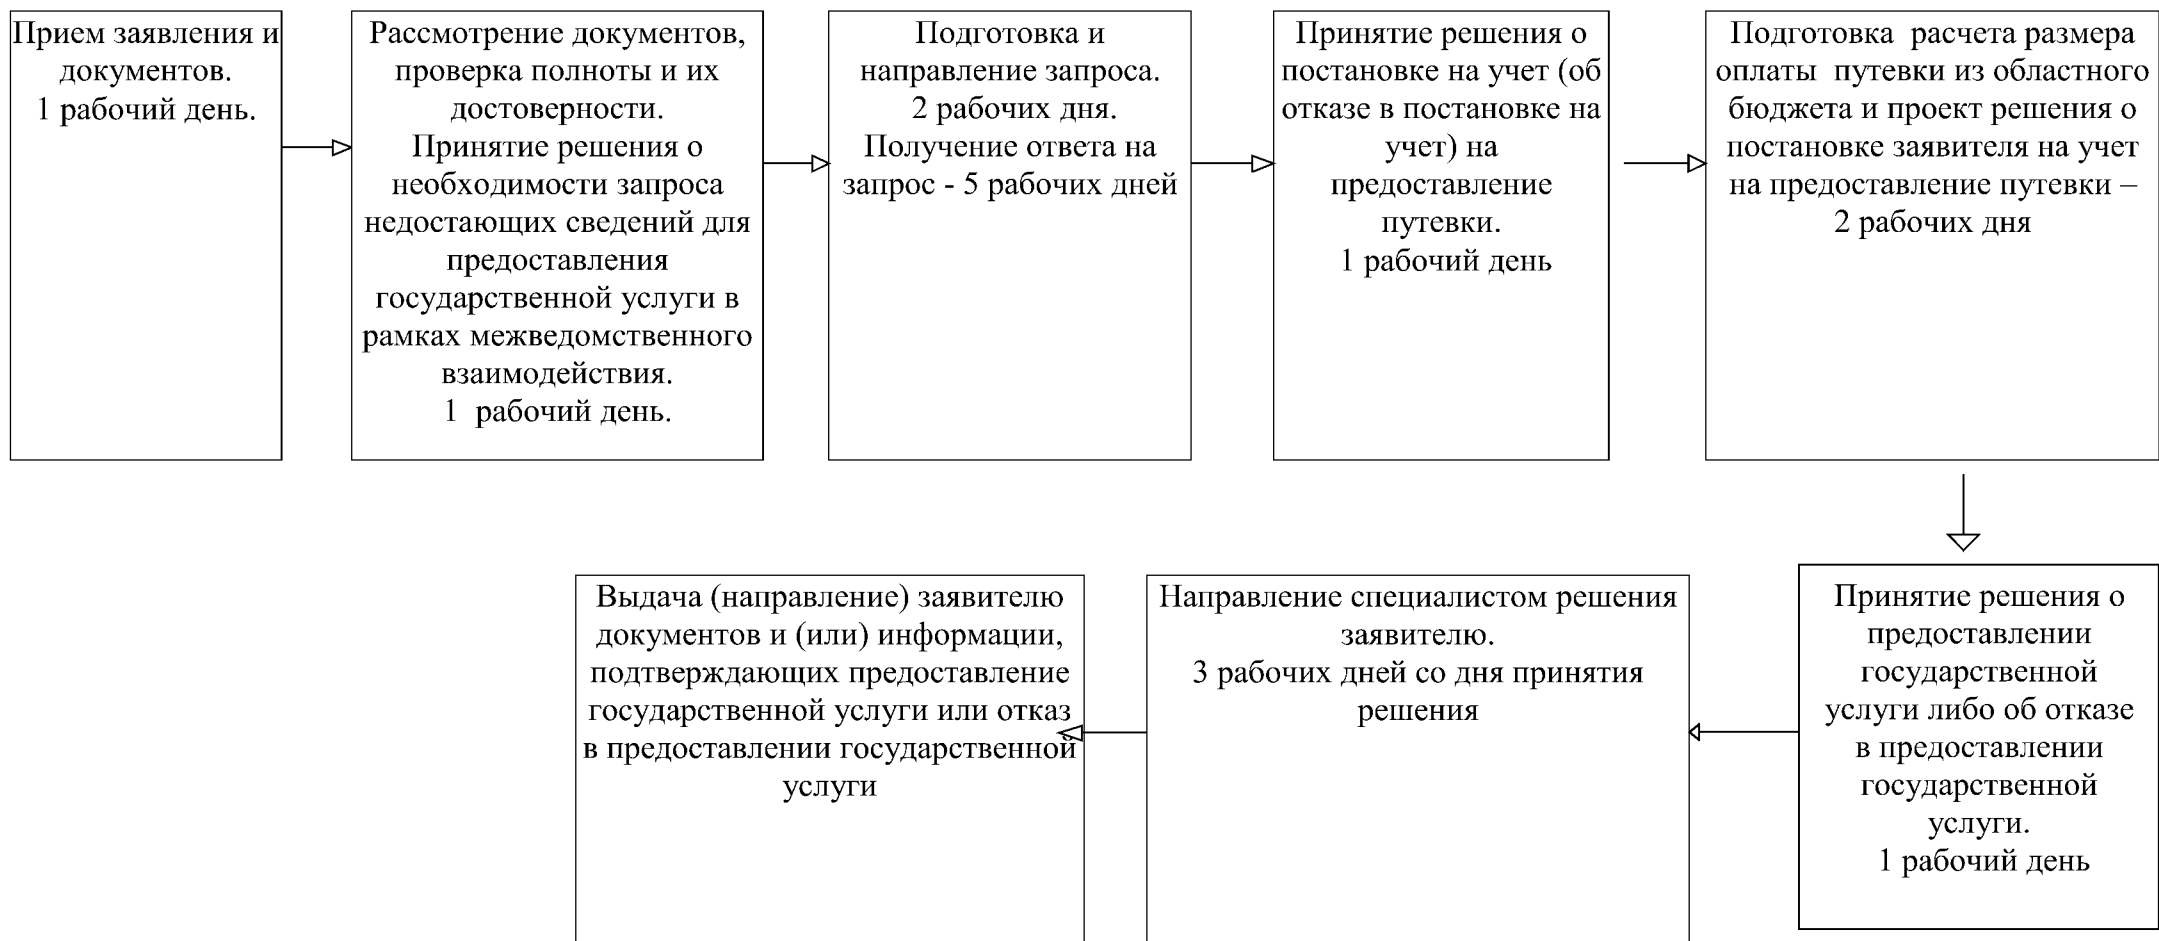 Прием заявления и
документов.
1 рабочий день.
Рассмотрение документов,
проверка полноты и их
достоверности.
Принятие решения о
необходимости запроса
недостающих сведений для
предоставления
государственной услуги в
рамках межведомственного
взаимодействия.
1 рабочий день.
Подготовка и
направление запроса.
2 рабочих дня.
Получение ответа на
запрос - 5 рабочих дней
Принятие решения о
постановке на учет (об
отказе в постановке на
учет) на
предоставление
путевки.
1 рабочий день
Подготовка расчета размера
оплаты путевки из областного
бюджета и проект решения о
постановке заявителя на учет
на предоставление путевки –
2 рабочих дня
Принятие решения о
предоставлении
государственной
услуги либо об отказе
в предоставлении
государственной
услуги.
1 рабочий день
Направление специалистом решения
заявителю.
3 рабочих дней со дня принятия
решения
Выдача (направление) заявителю
документов и (или) информации,
подтверждающих предоставление
государственной услуги или отказ
в предоставлении государственной
услуги